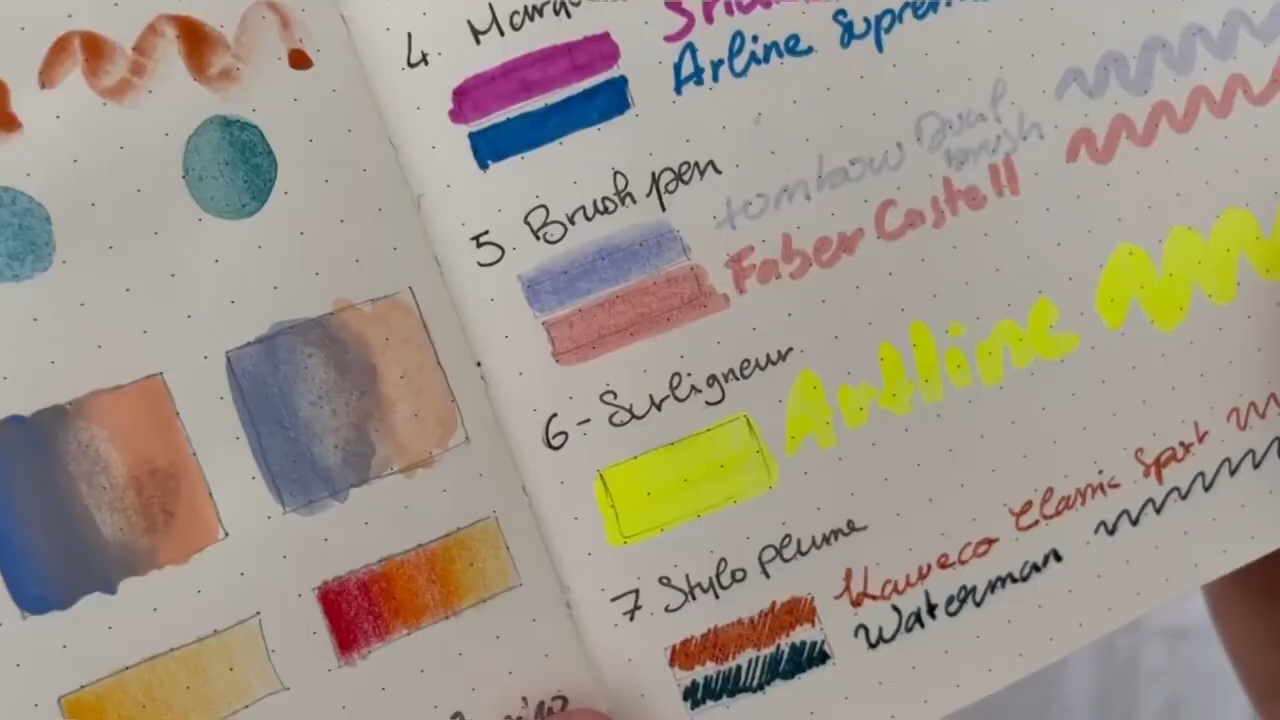 4. Marqu
Arline Suprem
5. Brush pen
tombow Dual
brush
Faber Castell
6- Surligneur
Artline
7. Stylo plume
Kaweco Classic Sport
Waterman